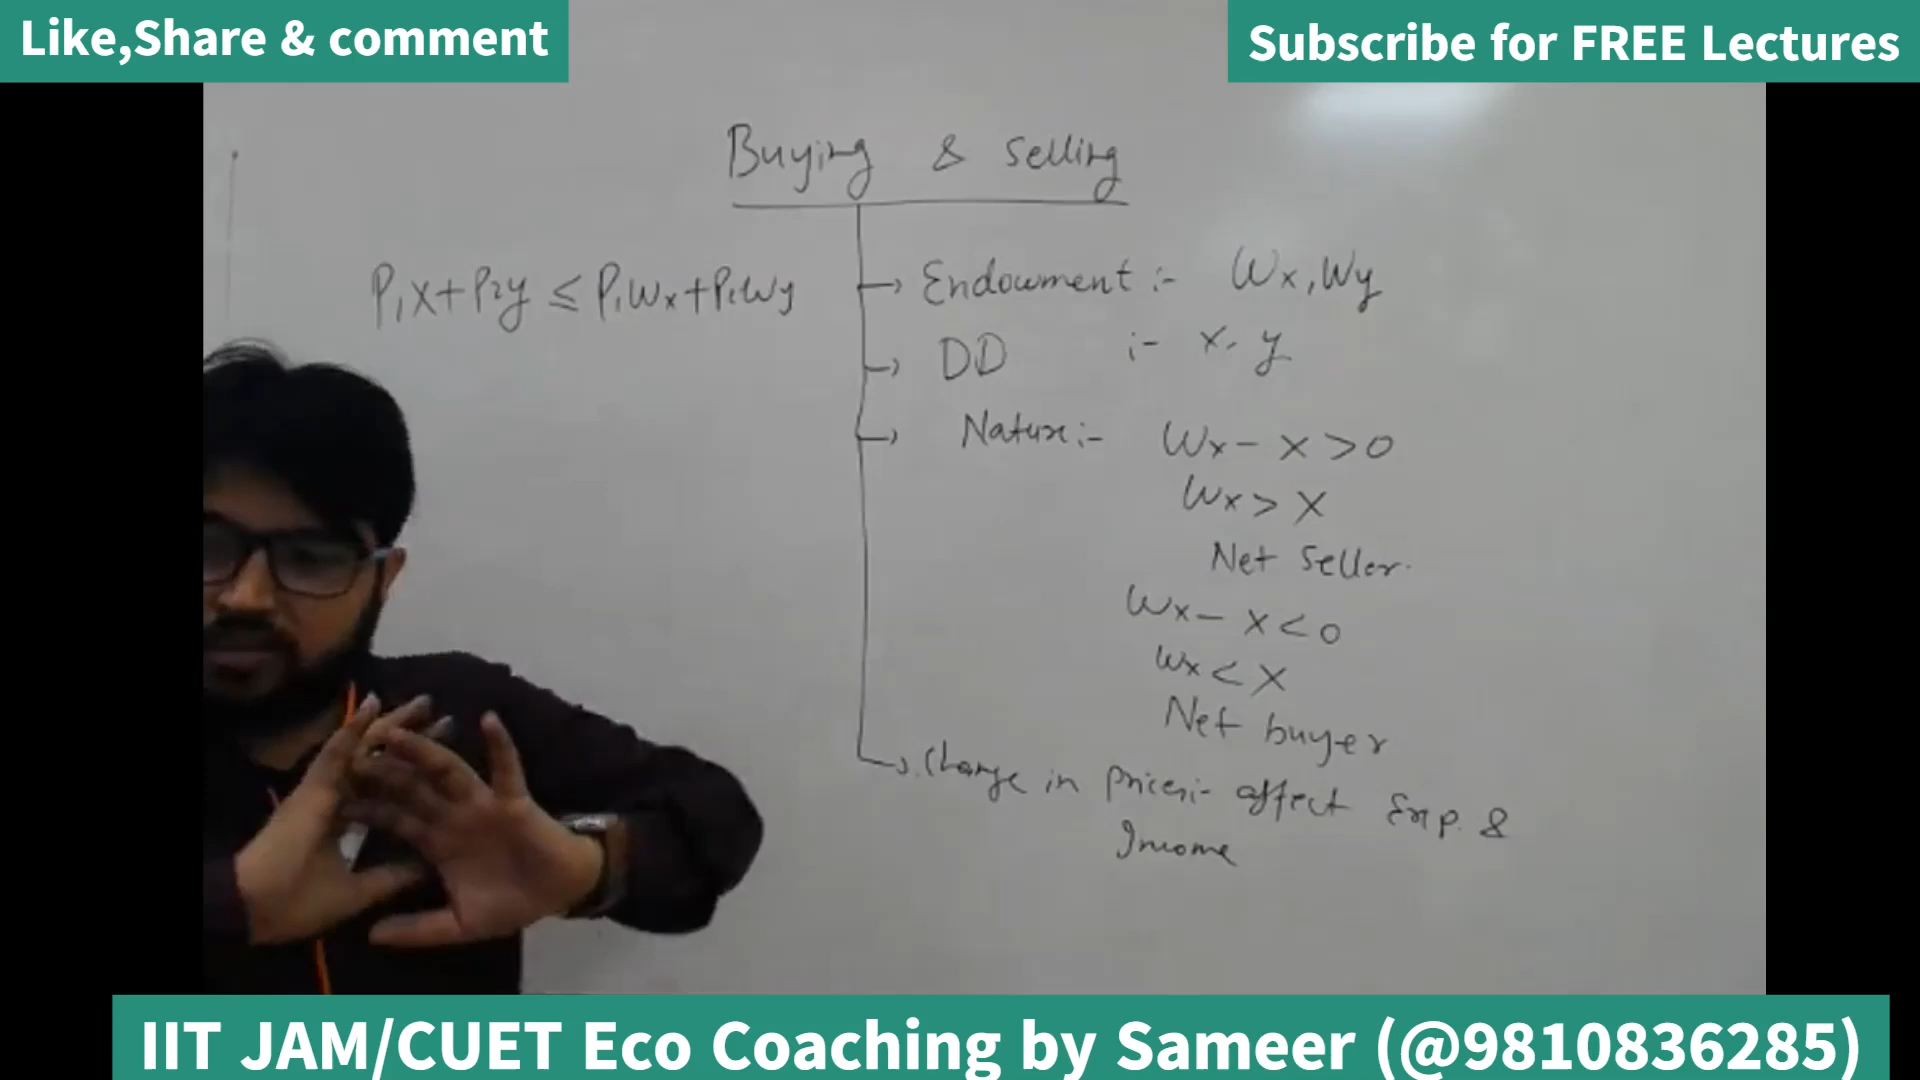 Like,Share & comment
Subscribe for FREE Lectures
Buying & Selling
P1X+P2y ≤ P1Wx+P2Wy
→ Endowment :- Wx,Wy
→ DD :- x, y
→ Nature:- Wx - x >0
Wx > X
Net Seller.
Wx - x < 0
Wx < X
Net buyer
→ Change in prices:- affect Exp. &
Income
IIT JAM/CUET Eco Coaching by Sameer (@9810836285)